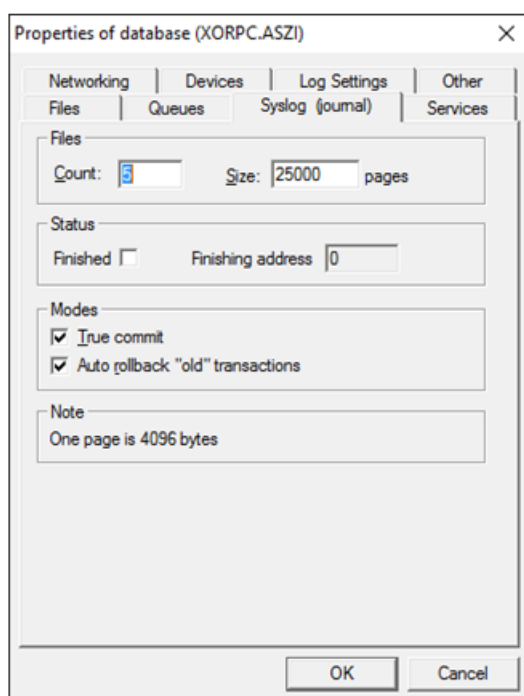 Properties of database (XORPC.ASZI)
Networking Devices Log Settings Other
Files Queues Syslog (journal) Services
Files
Count: 5 Size: 25000 pages
Status
Finished Finishing address 0
Modes
True commit
Auto rollback "old" transactions
Note
One page is 4096 bytes
OK Cancel